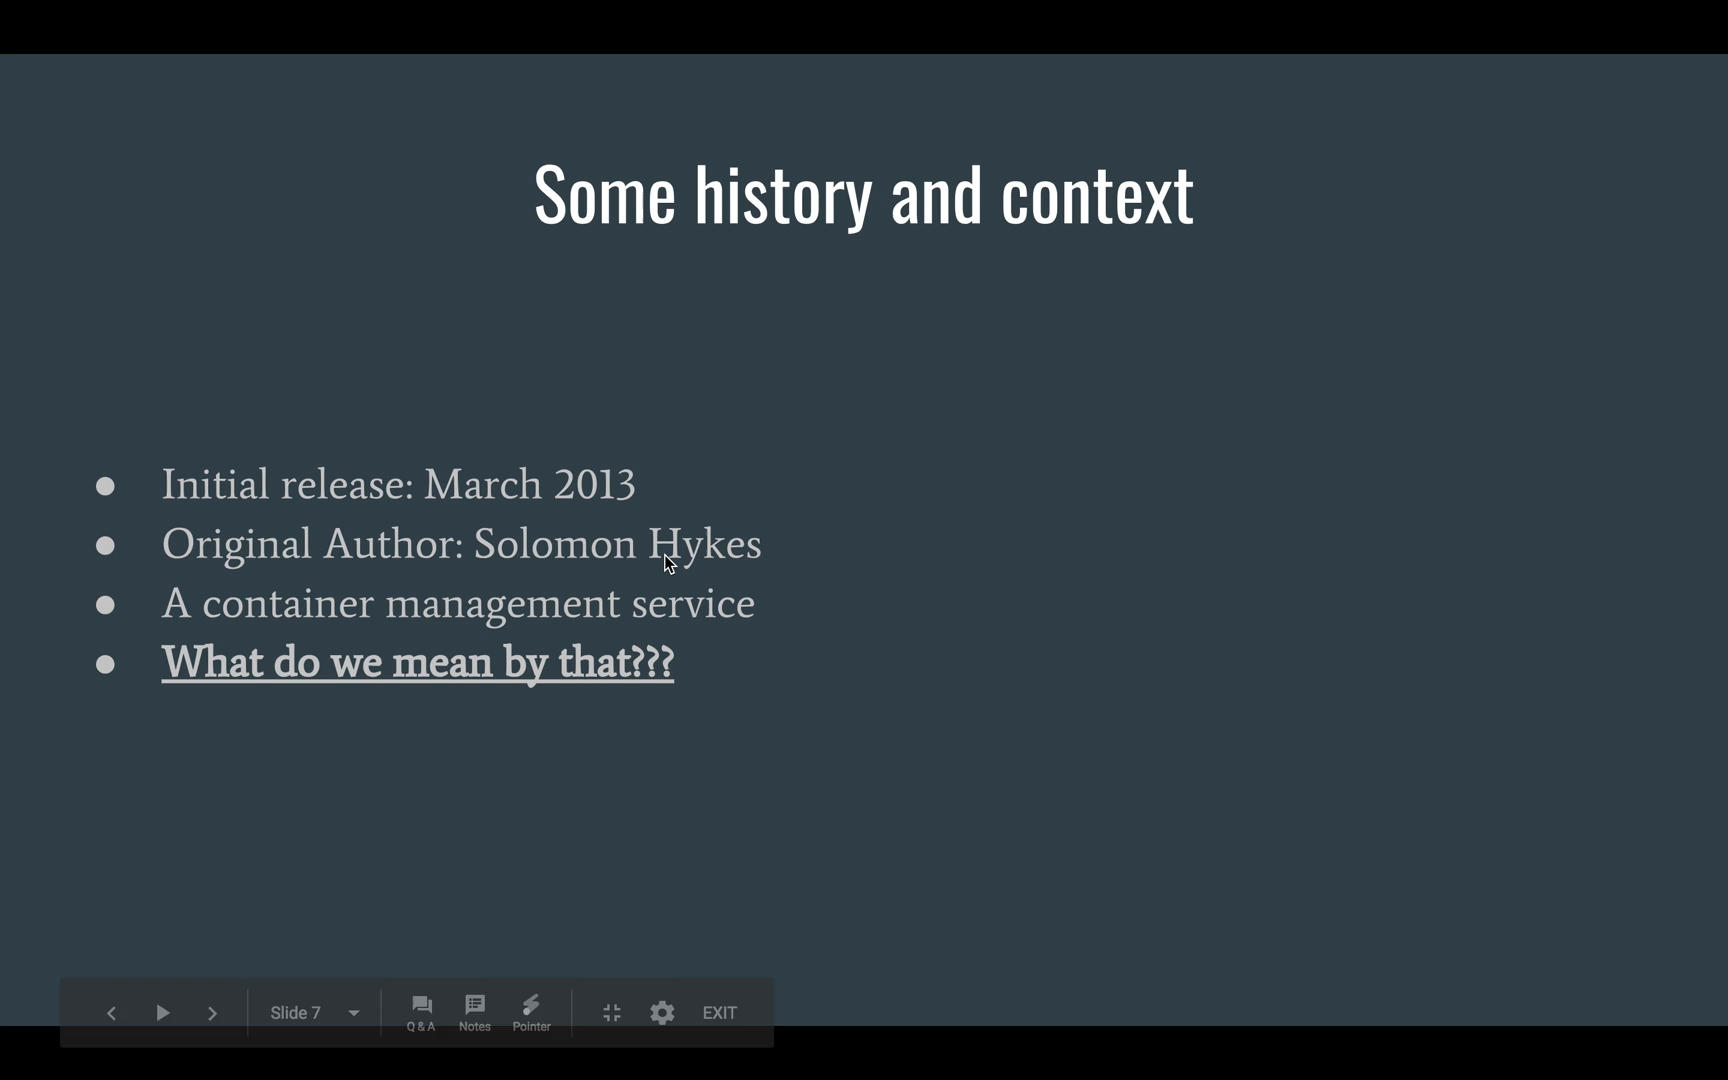 Some history and context
● Initial release: March 2013
● Original Author: Solomon Hykes
● A container management service
● What do we mean by that???
Slide 7
Q & A
Notes
Pointer
EXIT